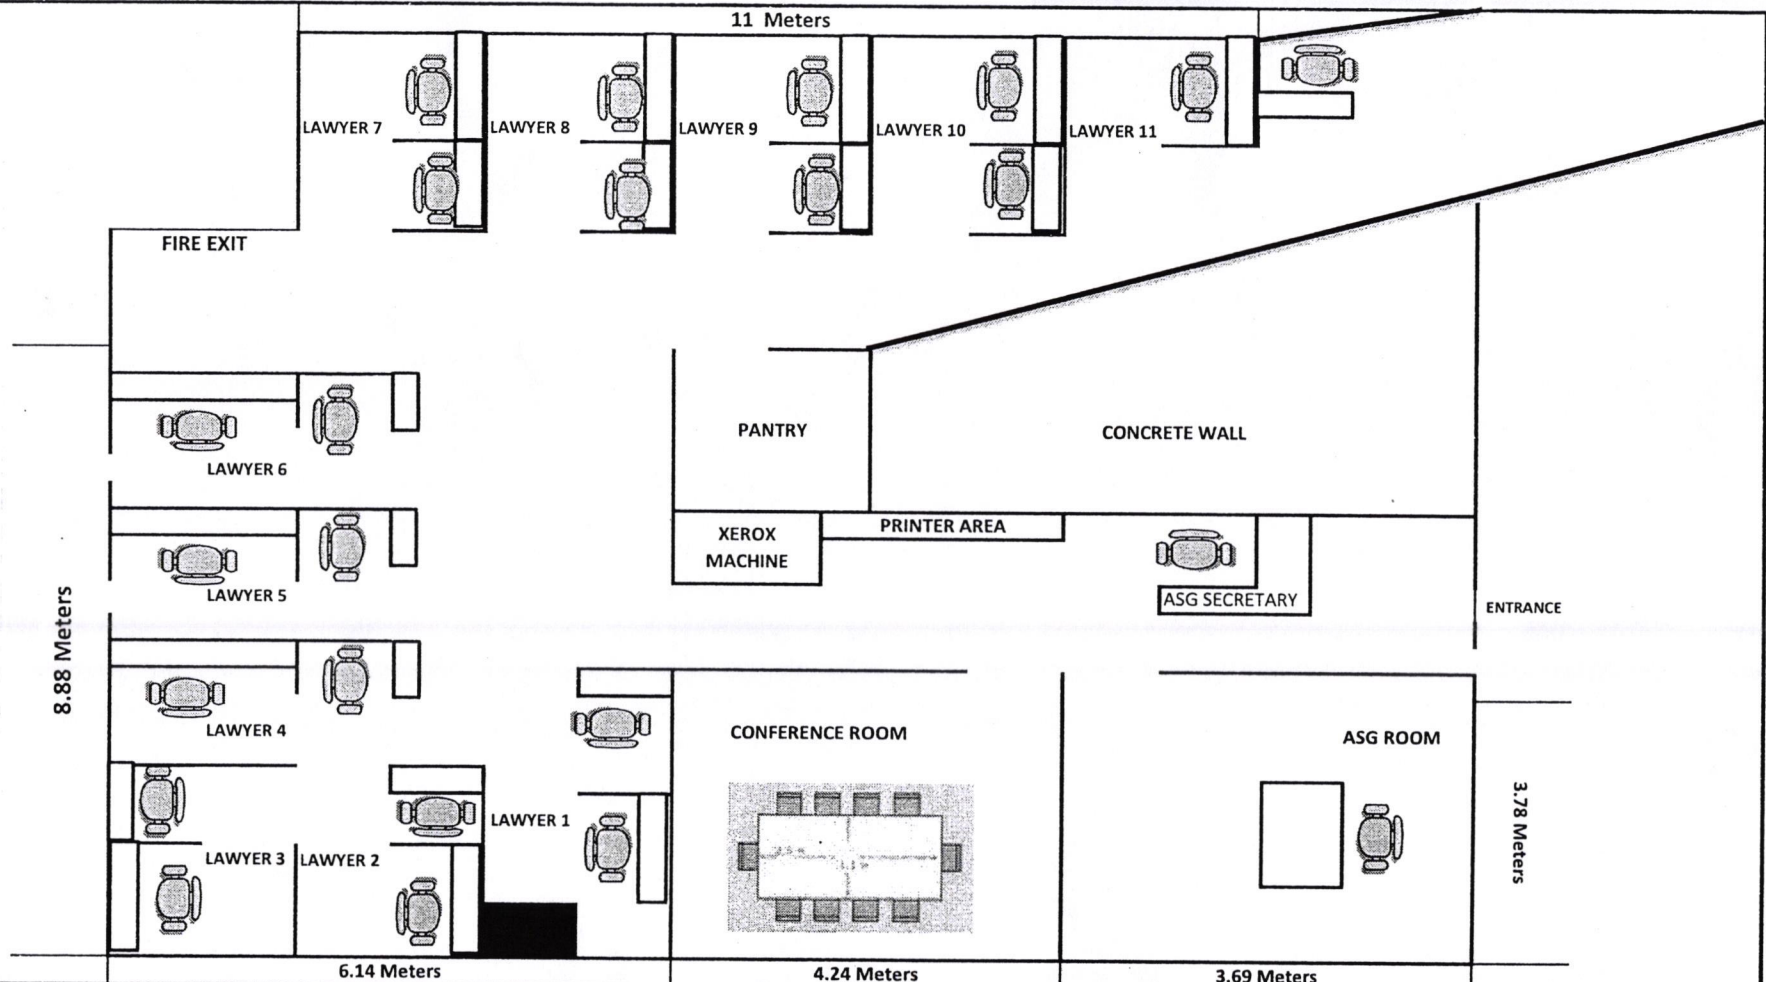 11 Meters
LAWYER 7
LAWYER 8
LAWYER 9
LAWYER 10
LAWYER 11
FIRE EXIT
PANTRY
CONCRETE WALL
LAWYER 6
XEROX
MACHINE
PRINTER AREA
LAWYER 5
ASG SECRETARY
ENTRANCE
8.88 Meters
LAWYER 4
CONFERENCE ROOM
ASG ROOM
LAWYER 1
3.78 Meters
LAWYER 3
LAWYER 2
6.14 Meters
4.24 Meters
3.69 Meters